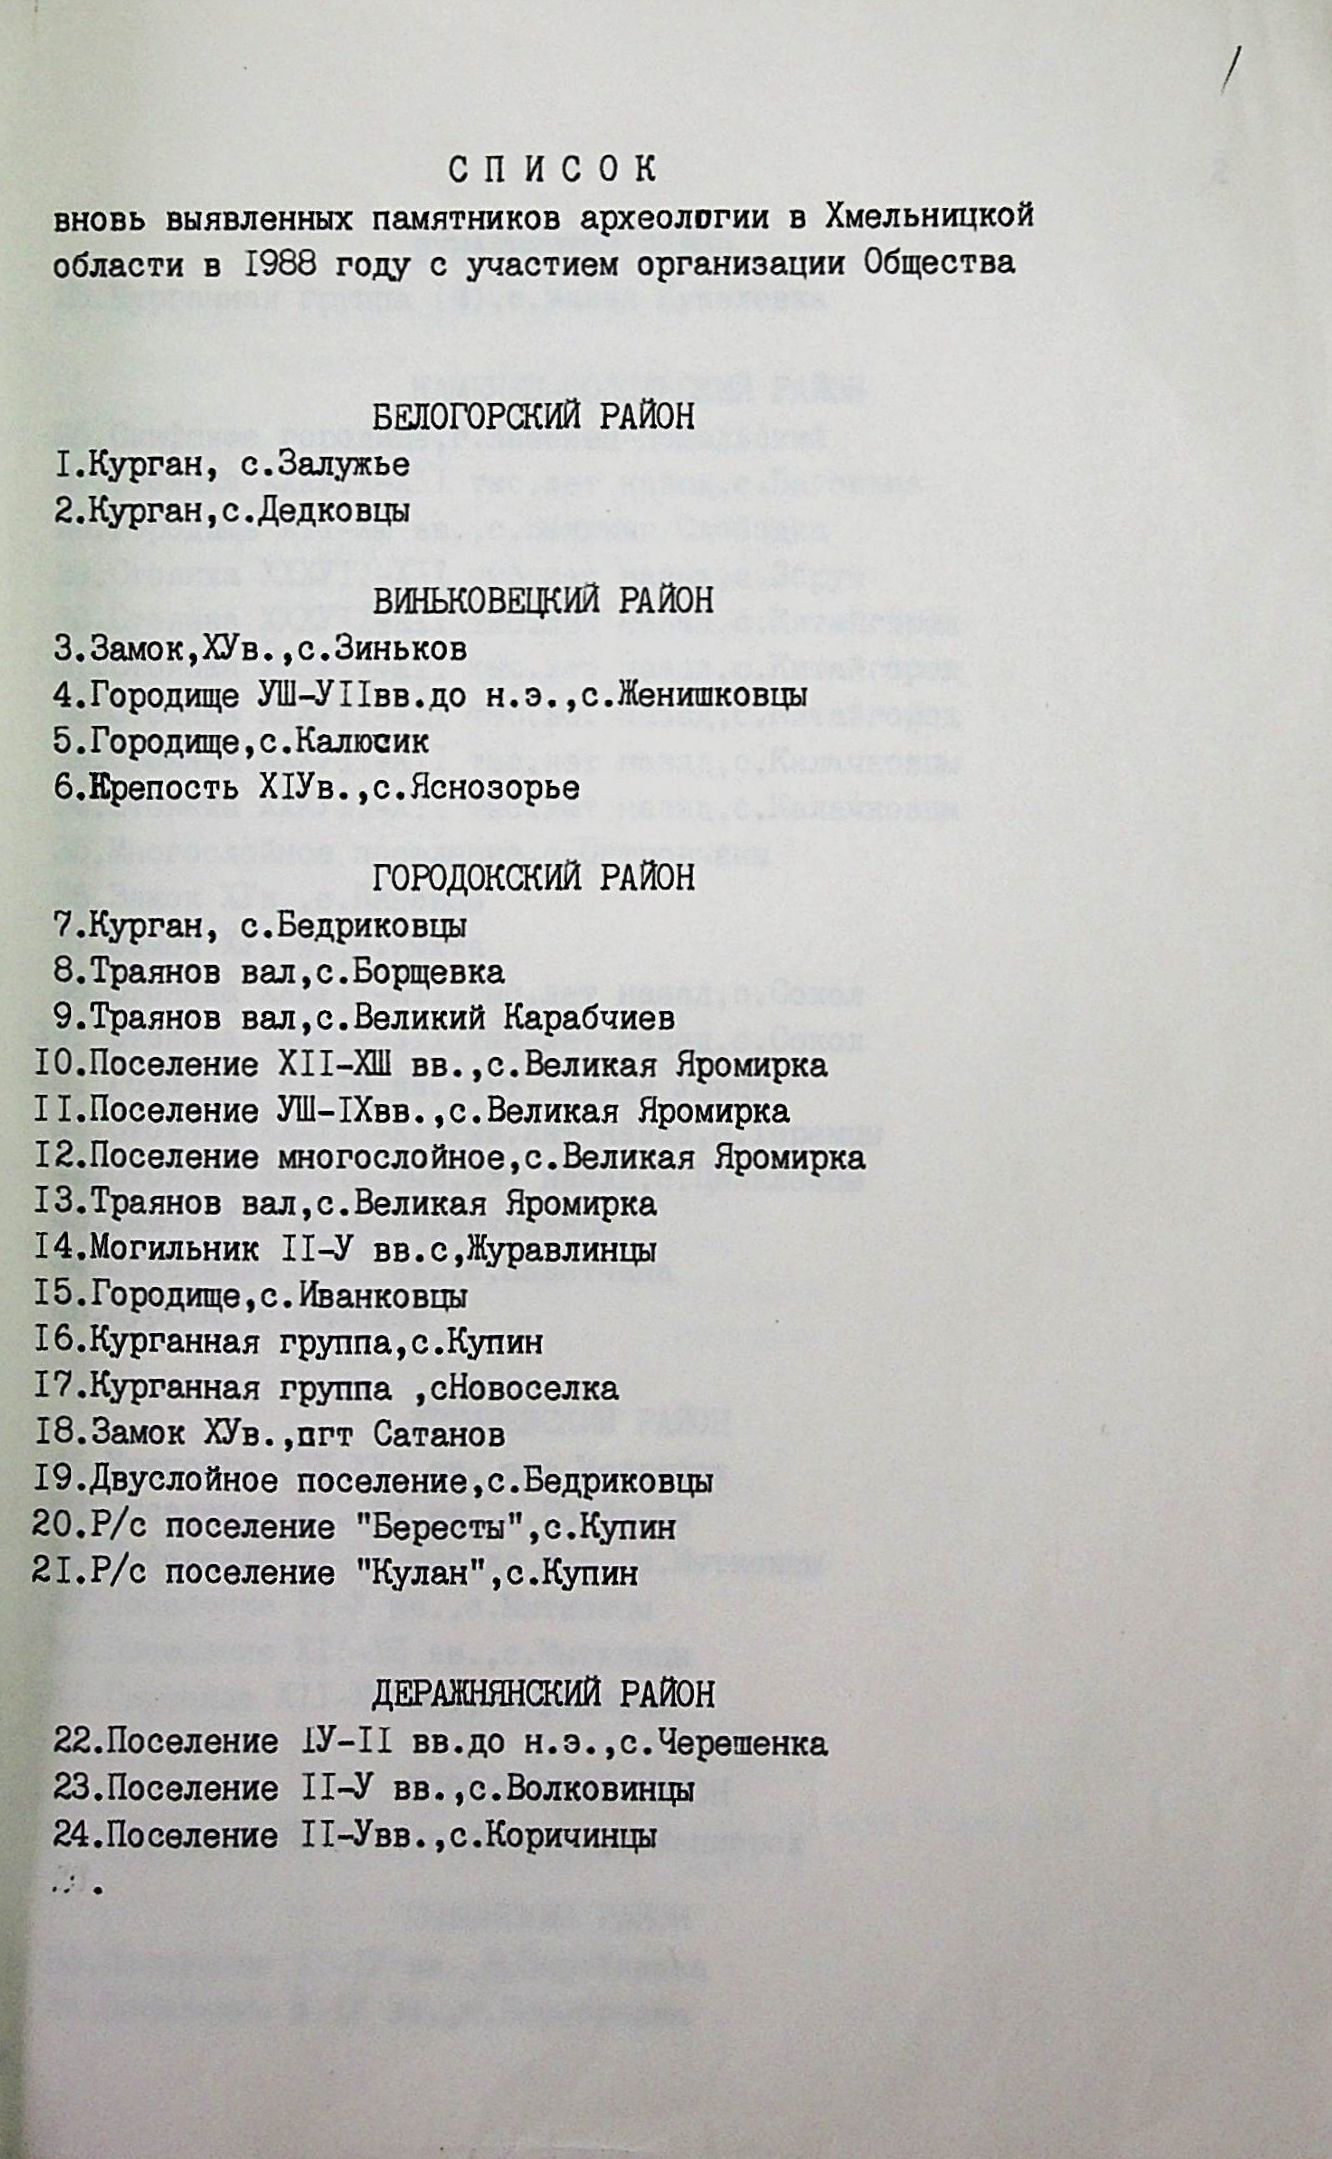 /
С П И С О К
вновь выявленных памятников археологии в Хмельницкой
области в I988 году с участием организации Общества
БЕЛОГОРСКИЙ РАЙОН
I.Курган, с.Залужье
2.Курган,с.Дедковцы
ВИНЬКОВЕЦКИЙ РАЙОН
3.Замок,ХУв.,с.Зиньков
4.Городище УШ-УIIвв.до н.э.,с.Женишковцы
5.Городище,с.Калюсик
6.Крепость ХIУв.,с.Яснозорье
ГОРОДОКСКИЙ РАЙОН
7.Курган, с.Бедриковцы
8.Траянов вал,с.Борщевка
9.Траянов вал,с.Великий Карабчиев
IO.Поселение ХII-ХШ вв.,с.Великая Яромирка
II.Поселение УШ-IХвв.,с.Великая Яромирка
I2.Поселение многослойное,с.Великая Яромирка
I3.Траянов вал,с.Великая Яромирка
I4.Могильник II-У вв.с,Журавлинцы
I5.Городище,с.Иванковцы
I6.Курганная группа,с.Купин
I7.Курганная группа ,сНовоселка
I8.Замок ХУв.,пгт Сатанов
I9.Двуслойное поселение,с.Бедриковцы
20.Р/с поселение "Бересты",с.Купин
2I.Р/с поселение "Кулан",с.Купин
ДЕРАЖНЯНСКИЙ РАЙОН
22.Поселение IУ-II вв.до н.э.,с.Черешенка
23.Поселение II-У вв.,с.Волковинцы
24.Поселение II-Увв.,с.Коричинцы